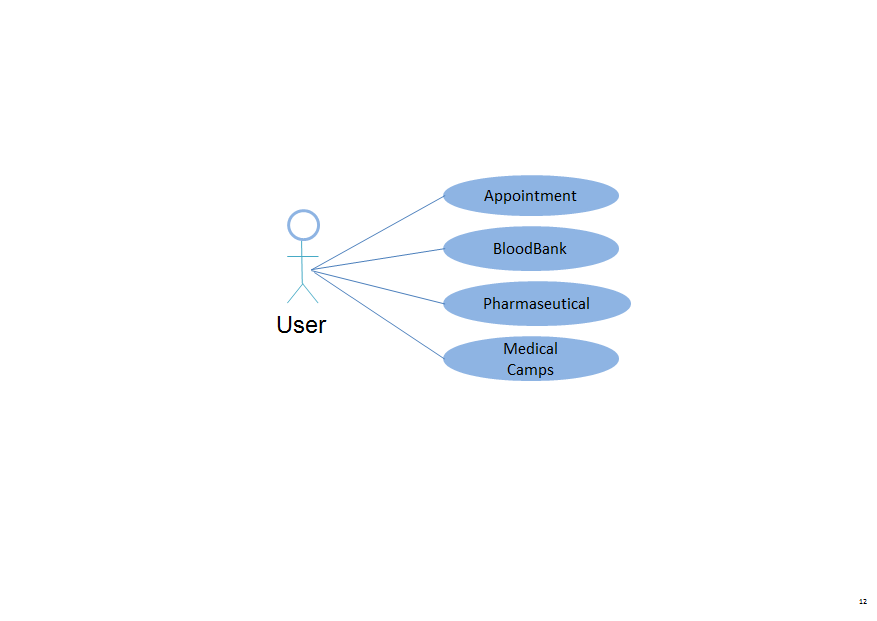 Appointment
BloodBank
Pharmaseutical
Medical
Camps
User
12